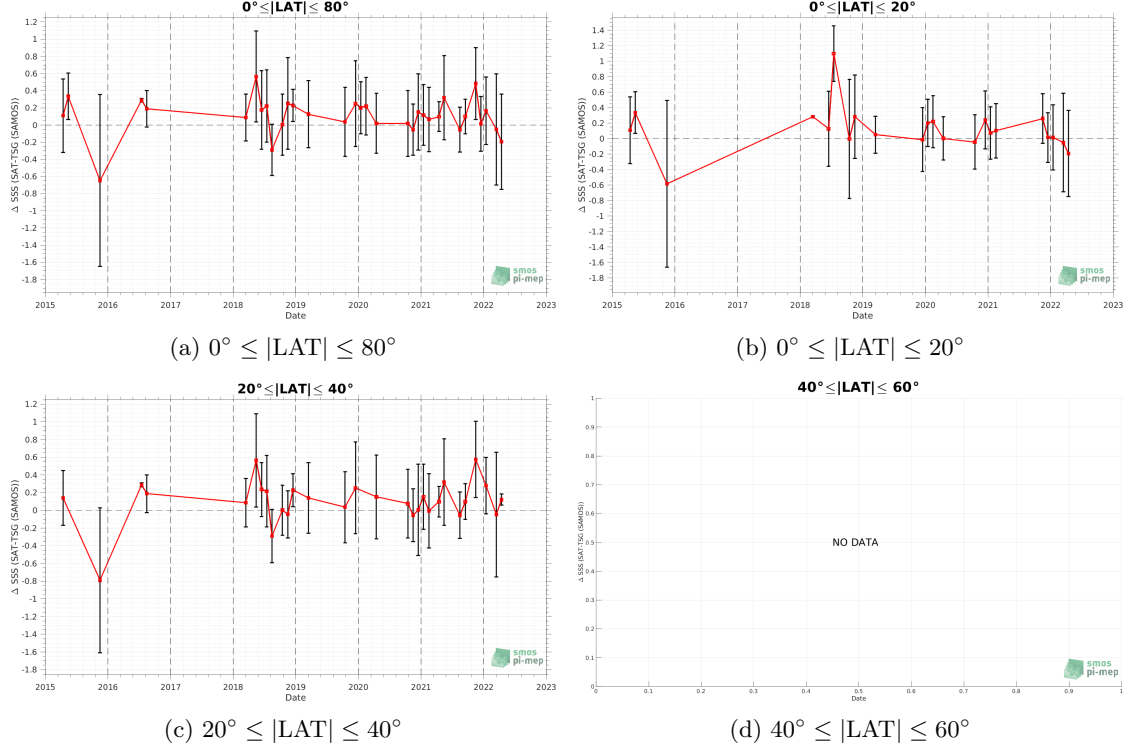 0°≤|LAT|≤ 80°
Δ SSS (SAT-TSG (SAMOS))
1.2
1
0.8
0.6
0.4
0.2
0
-0.2
-0.4
-0.6
-0.8
-1
-1.2
-1.4
-1.6
-1.8
2015 2016 2017 2018 2019 2020 2021 2022 2023
Date
smos
pi-mep
(a) 0° ≤ |LAT| ≤ 80°
0°≤|LAT|≤ 20°
Δ SSS (SAT-TSG (SAMOS))
1.4
1.2
1
0.8
0.6
0.4
0.2
0
-0.2
-0.4
-0.6
-0.8
-1
-1.2
-1.4
-1.6
-1.8
2015 2016 2017 2018 2019 2020 2021 2022 2023
Date
smos
pi-mep
(b) 0° ≤ |LAT| ≤ 20°
20°≤|LAT|≤ 40°
Δ SSS (SAT-TSG (SAMOS))
1.2
1
0.8
0.6
0.4
0.2
0
-0.2
-0.4
-0.6
-0.8
-1
-1.2
-1.4
-1.6
-1.8
2015 2016 2017 2018 2019 2020 2021 2022 2023
Date
smos
pi-mep
(c) 20° ≤ |LAT| ≤ 40°
40°≤|LAT|≤ 60°
Δ SSS (SAT-TSG (SAMOS))
1
0.9
0.8
0.7
0.6
0.5
0.4
0.3
0.2
0.1
0
NO DATA
0 0.1 0.2 0.3 0.4 0.5 0.6 0.7 0.8 0.9 1
Date
smos
pi-mep
(d) 40° ≤ |LAT| ≤ 60°